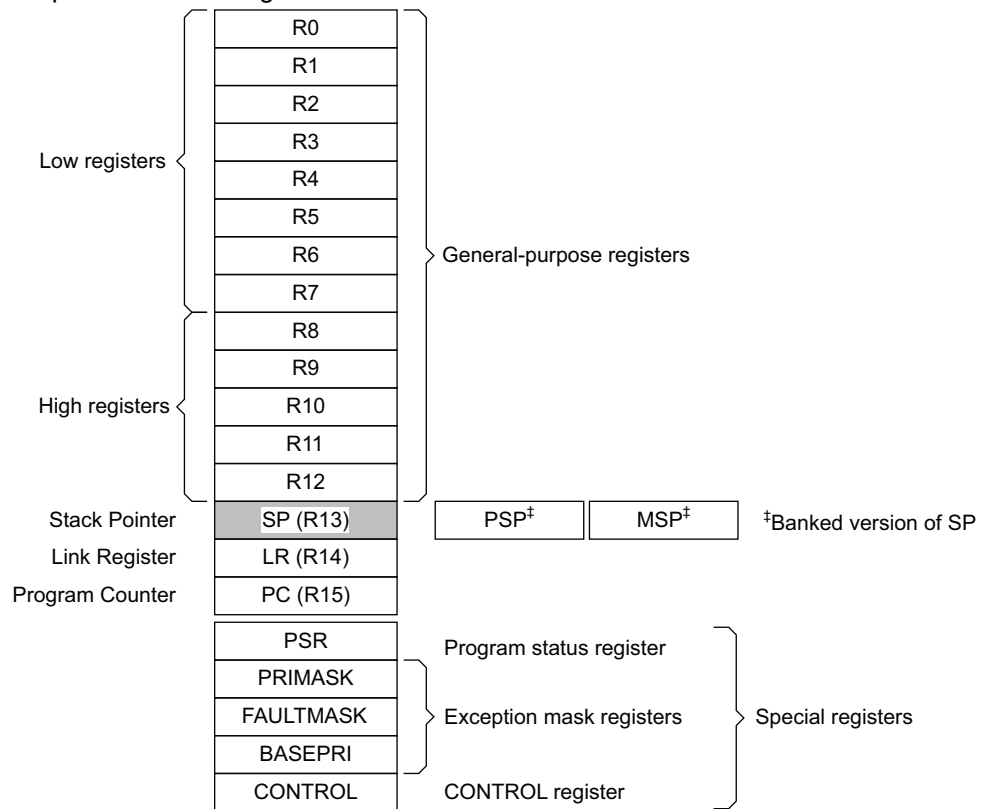 R0
R1
R2
R3
Low registers
R4
R5
R6
General-purpose registers
R7
R8
R9
High registers
R10
R11
R12
Stack Pointer SP (R13) PSP‡ MSP‡ ‡Banked version of SP
Link Register LR (R14)
Program Counter PC (R15)
PSR Program status register
PRIMASK
FAULTMASK Exception mask registers Special registers
BASEPRI
CONTROL CONTROL register